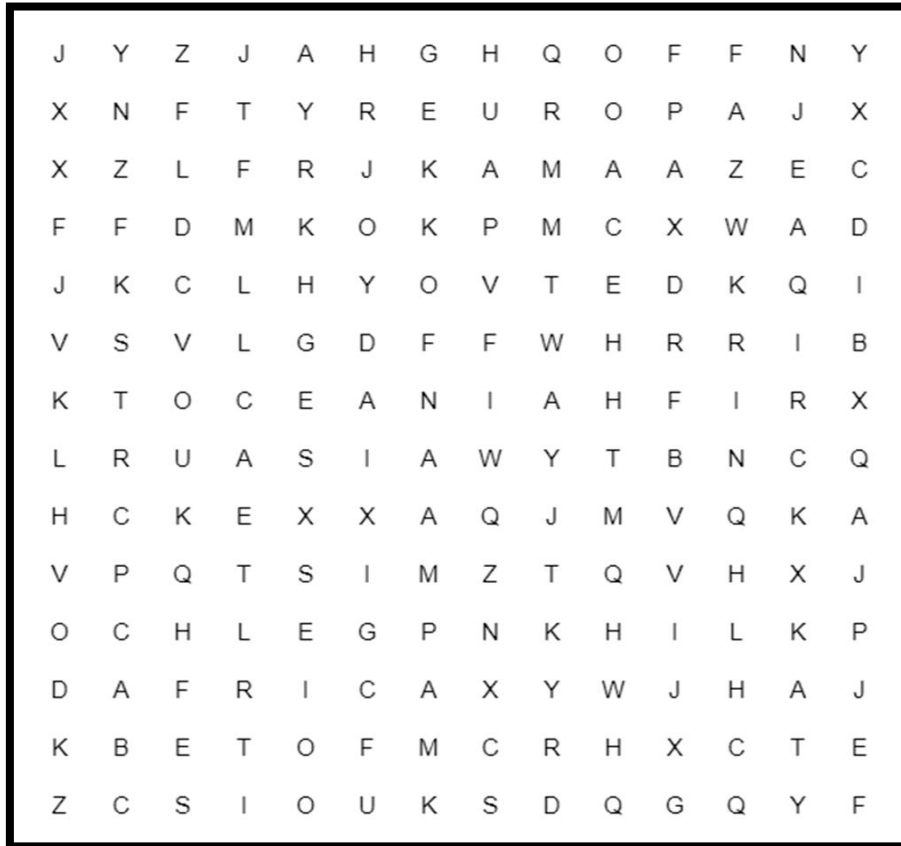 J Y Z J A H G H Q O F F N Y
X N F T Y R E U R O P A J X
X Z L F R J K A M A A Z E C
F F D M K O K P M C X W A D
J K C L H Y O V T E D K Q I
V S V L G D F F W H R R I B
K T O C E A N I A H F I R X
L R U A S I A W Y T B N C Q
H C K E X X A Q J M V Q K A
V P Q T S I M Z T Q V H X J
O C H L E G P N K H I L K P
D A F R I C A X Y W J H A J
K B E T O F M C R H X C T E
Z C S I O U K S D Q G Q Y F